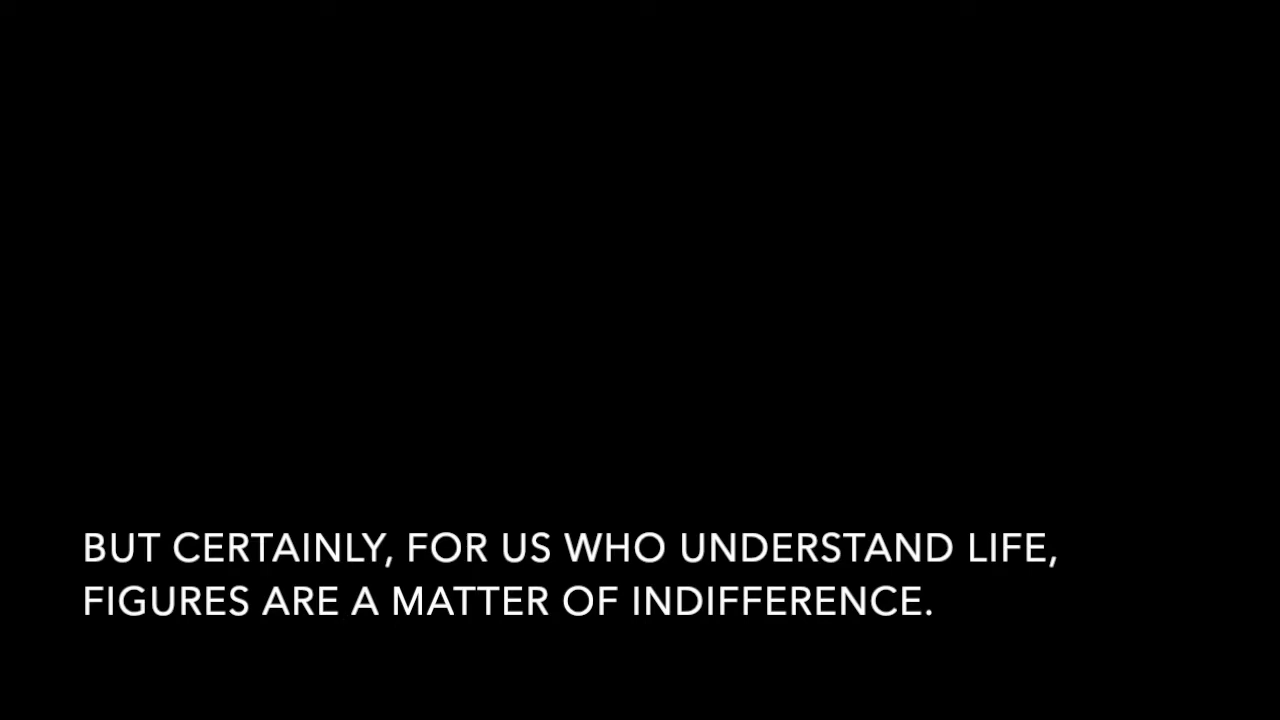 BUT CERTAINLY, FOR US WHO UNDERSTAND LIFE,
FIGURES ARE A MATTER OF INDIFFERENCE.